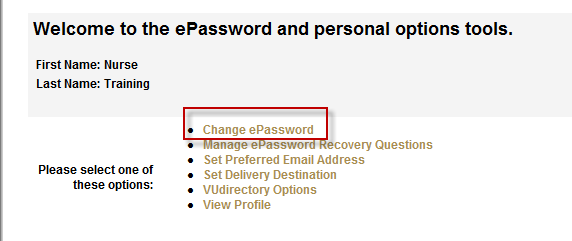 Welcome to the ePassword and personal options tools.
First Name: Nurse
Last Name: Training
Please select one of
these options:
Change ePassword
Manage ePassword Recovery Questions
Set Preferred Email Address
Set Delivery Destination
VUdirectory Options
View Profile